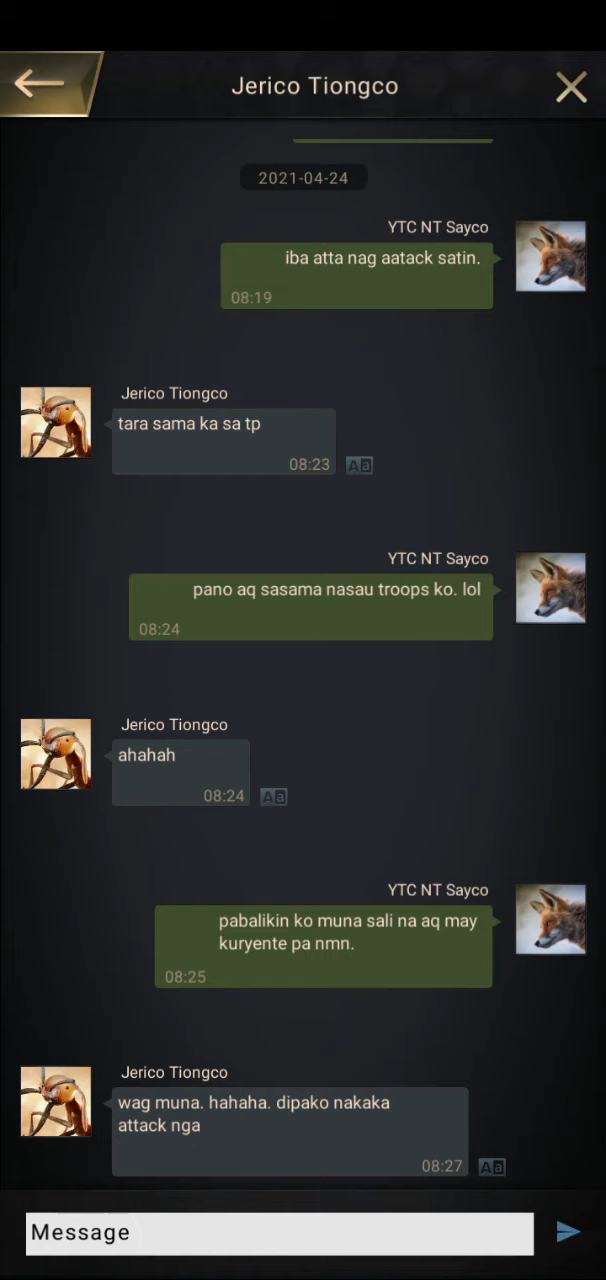 Jerico Tiongco
2021-04-24
YTC NT Sayco
iba atta nag aatack satin.
08:19
Jerico Tiongco
tara sama ka sa tp
08:23
Aa
YTC NT Sayco
pano aq sasama nasau troops ko. lol
08:24
Jerico Tiongco
ahahah
08:24
Aa
YTC NT Sayco
pabalikin ko muna sali na aq may
kuryente pa nmn.
08:25
Jerico Tiongco
wag muna. hahaha. dipako nakaka
attack nga
08:27
Aa
Message